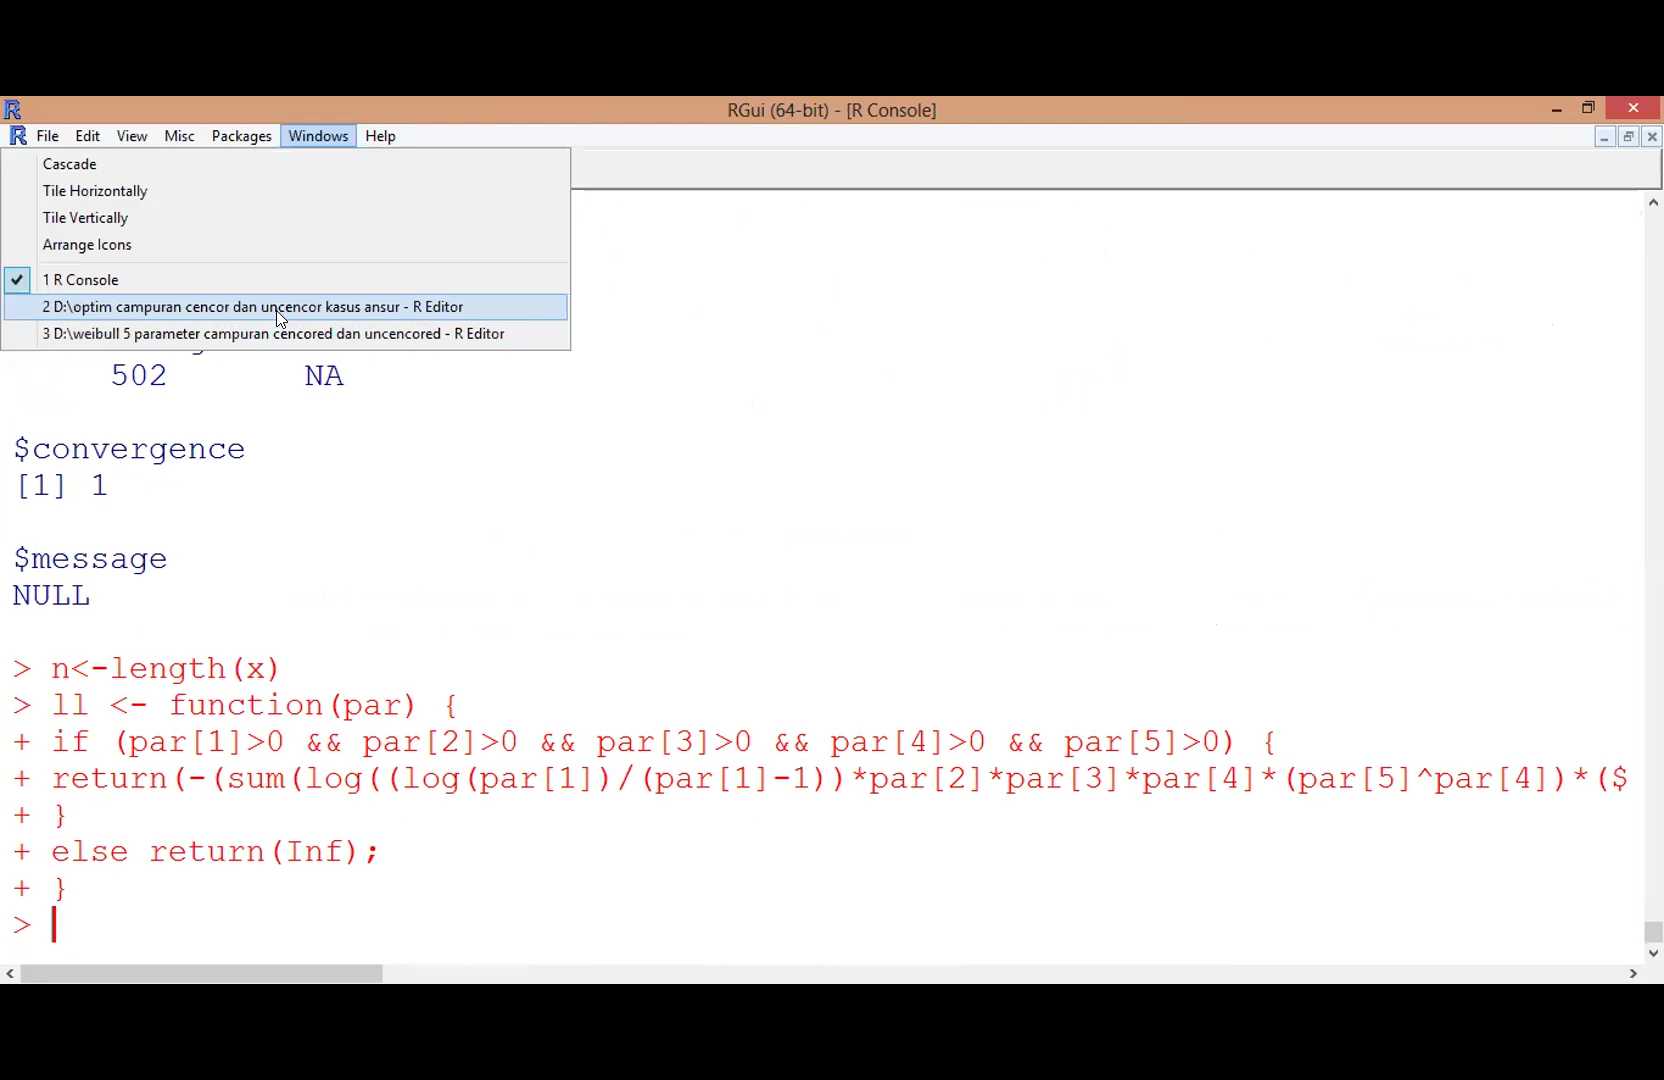 RGui (64-bit) - [R Console]
File Edit View Misc Packages Windows Help
Cascade
Tile Horizontally
Tile Vertically
Arrange Icons
1 R Console
2 D:\optim campuran cencor dan uncencor kasus ansur - R Editor
3 D:\weibull 5 parameter campuran cencored dan uncencored - R Editor
502 NA
$convergence
[1] 1
$message
NULL
> n<-length(x)
> ll <- function(par) {
+ if (par[1]>0 && par[2]>0 && par[3]>0 && par[4]>0 && par[5]>0) {
+ return(-(sum(log((log(par[1])/(par[1]-1))*par[2]*par[3]*par[4]*(par[5]^par[4])*($
+ }
+ else return(Inf);
+ }
>